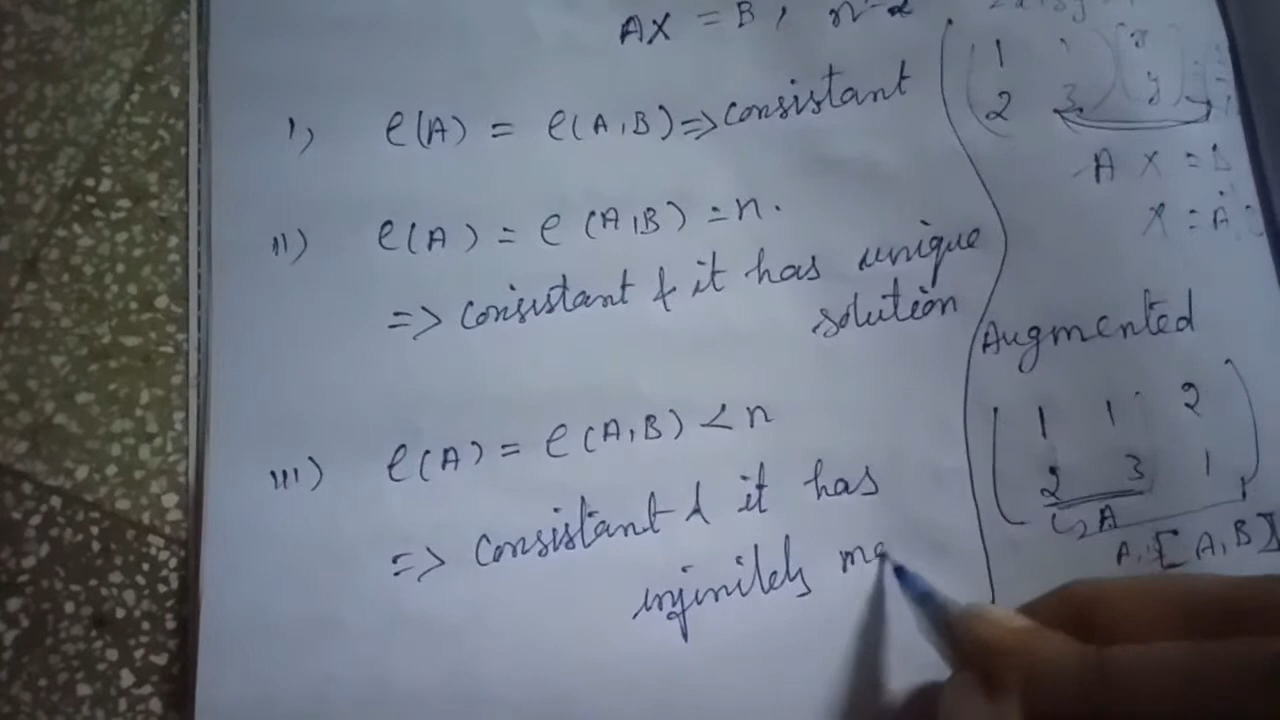 AX = B,
i) ρ(A) = ρ(A,B) => consistant
ii) ρ(A) = ρ(A,B) = n.
=> consistant & it has unique
solution
iii) ρ(A) = ρ(A,B) < n
=> consistant & it has
infinitely ma
1 1 x
2 3 y
A X = B
X = A
Augmented
1 1 2
2 3 1
A
[A,B]